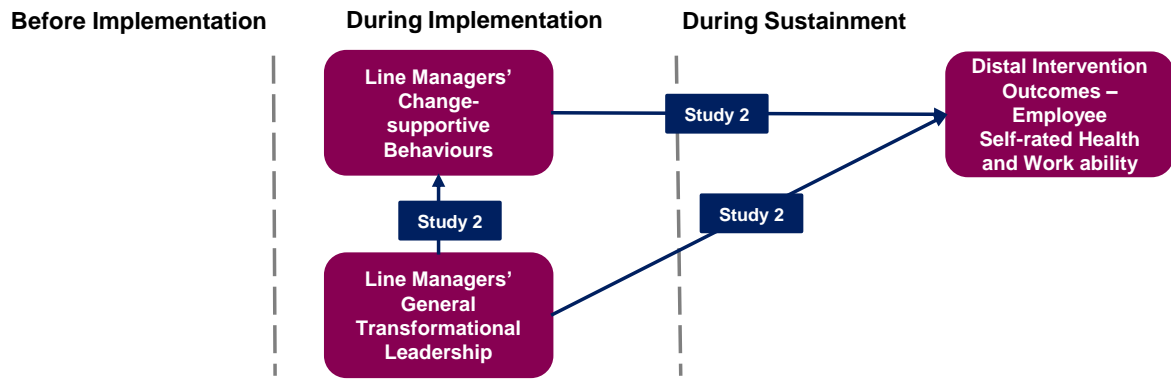 Before Implementation
During Implementation
During Sustainment
Line Managers'
Change-
supportive
Behaviours
Study 2
Distal Intervention
Outcomes –
Employee
Self-rated Health
and Work ability
Study 2
Study 2
Line Managers'
General
Transformational
Leadership